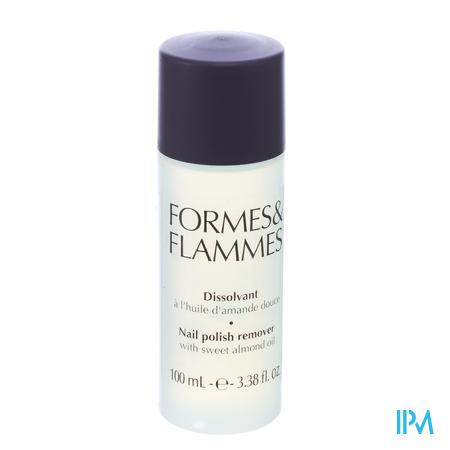 FORMES&
FLAMMES
Dissolvant
à l'huile d'amande douce
•
Nail polish remover
with sweet almond oil
100 mL - ℮ - 3.38 fl. oz.
IPM